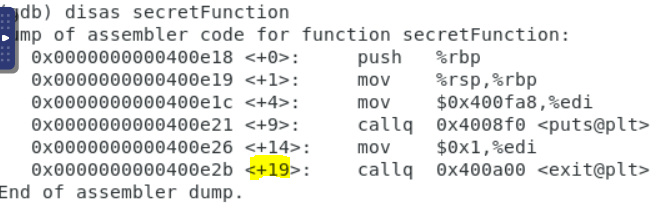 gdb) disas secretFunction
ump of assembler code for function secretFunction:
0x0000000000400e18 <+0>: push %rbp
0x0000000000400e19 <+1>: mov %rsp,%rbp
0x0000000000400e1c <+4>: mov $0x400fa8,%edi
0x0000000000400e21 <+9>: callq 0x4008f0 <puts@plt>
0x0000000000400e26 <+14>: mov $0x1,%edi
0x0000000000400e2b <+19>: callq 0x400a00 <exit@plt>
End of assembler dump.